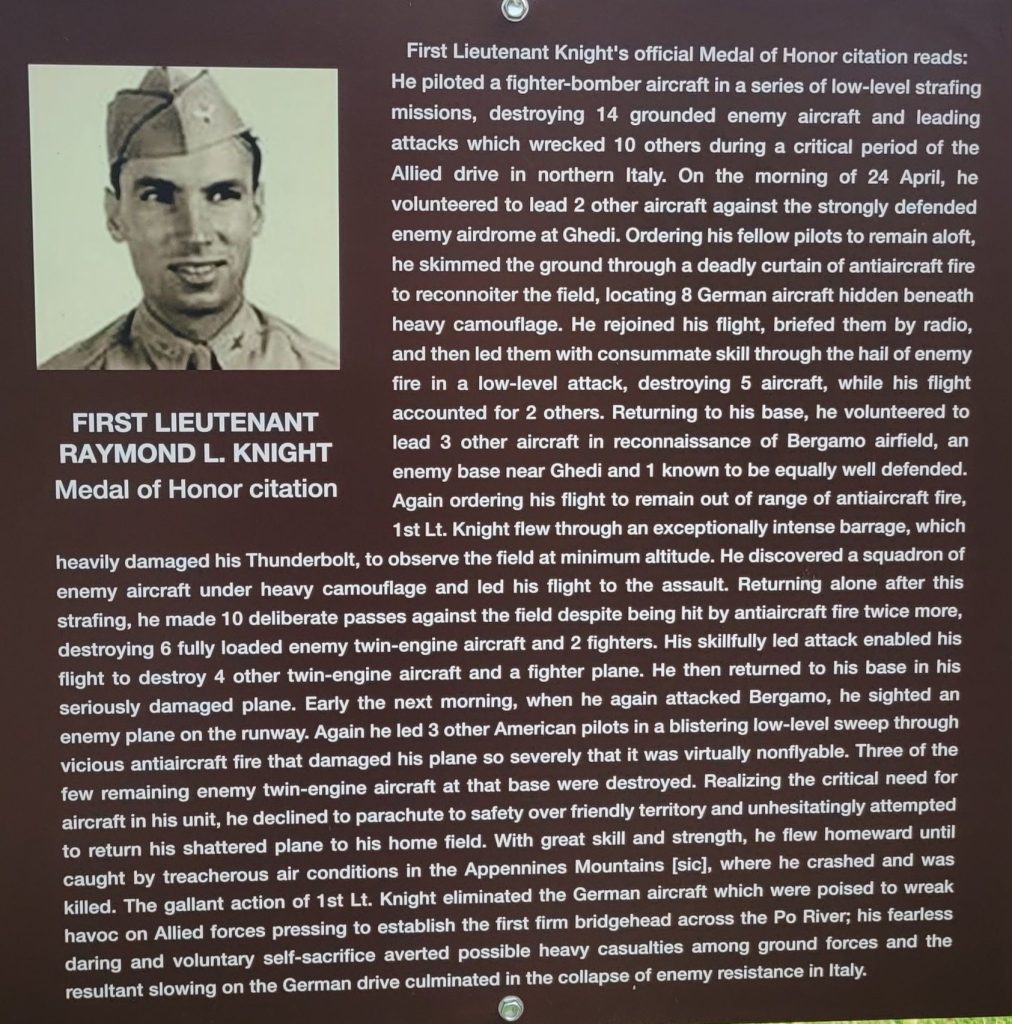 First Lieutenant Knight's official Medal of Honor citation reads:
He piloted a fighter-bomber aircraft in a series of low-level strafing
missions, destroying 14 grounded enemy aircraft and leading
attacks which wrecked 10 others during a critical period of the
Allied drive in northern Italy. On the morning of 24 April, he
volunteered to lead 2 other aircraft against the strongly defended
enemy airdrome at Ghedi. Ordering his fellow pilots to remain aloft,
he skimmed the ground through a deadly curtain of antiaircraft fire
to reconnoiter the field, locating 8 German aircraft hidden beneath
heavy camouflage. He rejoined his flight, briefed them by radio,
and then led them with consummate skill through the hail of enemy
fire in a low-level attack, destroying 5 aircraft, while his flight
accounted for 2 others. Returning to his base, he volunteered to
lead 3 other aircraft in reconnaissance of Bergamo airfield, an
enemy base near Ghedi and 1 known to be equally well defended.
Again ordering his flight to remain out of range of antiaircraft fire,
1st Lt. Knight flew through an exceptionally intense barrage, which
heavily damaged his Thunderbolt, to observe the field at minimum altitude. He discovered a squadron of
enemy aircraft under heavy camouflage and led his flight to the assault. Returning alone after this
strafing, he made 10 deliberate passes against the field despite being hit by antiaircraft fire twice more,
destroying 6 fully loaded enemy twin-engine aircraft and 2 fighters. His skillfully led attack enabled his
flight to destroy 4 other twin-engine aircraft and a fighter plane. He then returned to his base in his
seriously damaged plane. Early the next morning, when he again attacked Bergamo, he sighted an
enemy plane on the runway. Again he led 3 other American pilots in a blistering low-level sweep through
vicious antiaircraft fire that damaged his plane so severely that it was virtually nonflyable. Three of the
few remaining enemy twin-engine aircraft at that base were destroyed. Realizing the critical need for
aircraft in his unit, he declined to parachute to safety over friendly territory and unhesitatingly attempted
to return his shattered plane to his home field. With great skill and strength, he flew homeward until
caught by treacherous air conditions in the Appennines Mountains [sic], where he crashed and was
killed. The gallant action of 1st Lt. Knight eliminated the German aircraft which were poised to wreak
havoc on Allied forces pressing to establish the first firm bridgehead across the Po River; his fearless
daring and voluntary self-sacrifice averted possible heavy casualties among ground forces and the
resultant slowing on the German drive culminated in the collapse of enemy resistance in Italy.
FIRST LIEUTENANT
RAYMOND L. KNIGHT
Medal of Honor citation